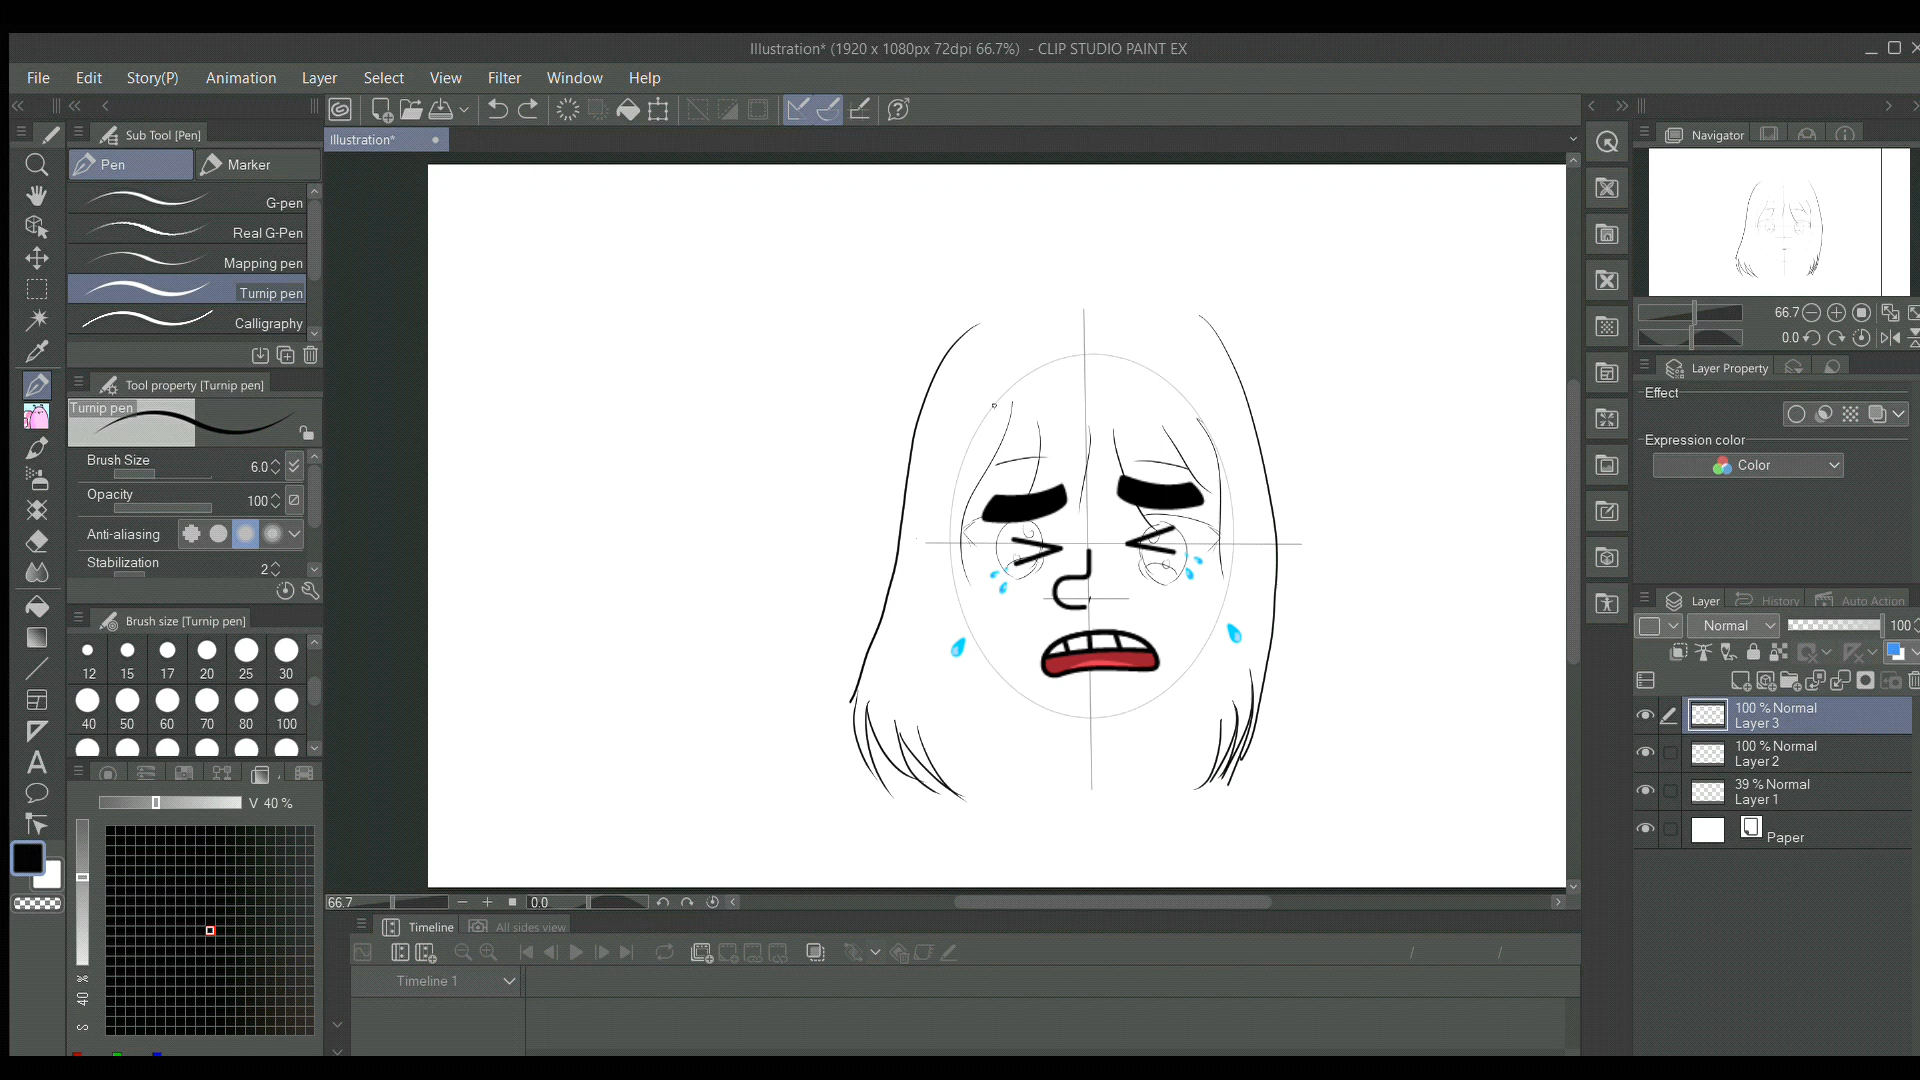 Illustration* (1920 x 1080px 72dpi 66.7%) - CLIP STUDIO PAINT EX
File Edit Story(P) Animation Layer Select View Filter Window Help
Sub Tool [Pen]
Illustration*
Navigator
Pen Marker
G-pen
Real G-Pen
Mapping pen
Turnip pen
Calligraphy
66.7
0.0
Layer Property
Effect
Expression color
Color
Tool property [Turnip pen]
Turnip pen
Brush Size 6.0
Opacity 100
Anti-aliasing
Stabilization 2
Brush size [Turnip pen]
12 15 17 20 25 30
40 50 60 70 80 100
Layer History Auto Action
Normal 100
100 % Normal
Layer 3
100 % Normal
Layer 2
39 % Normal
Layer 1
Paper
V 40 %
40 %
S
66.7 0.0
Timeline All sides view
/ /
Timeline 1